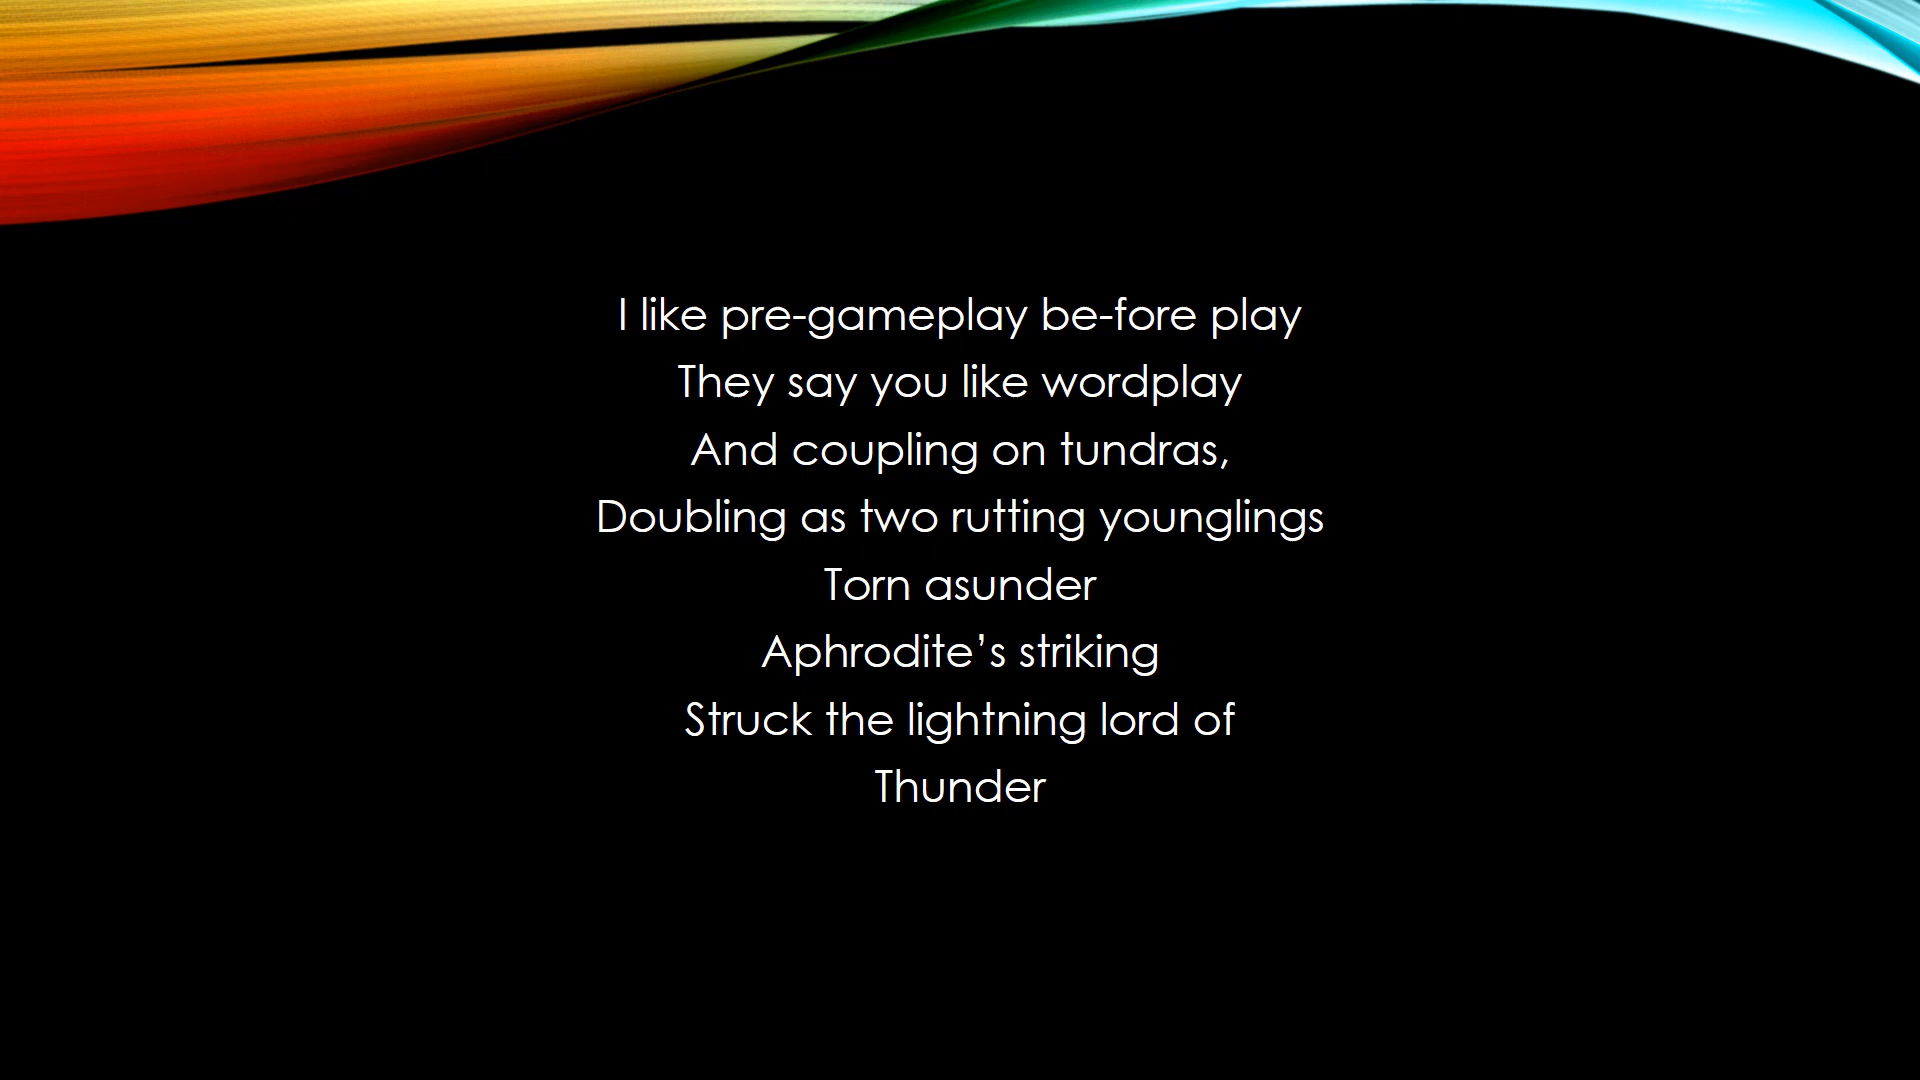 I like pre-gameplay be-fore play
They say you like wordplay
And coupling on tundras,
Doubling as two rutting younglings
Torn asunder
Aphrodite’s striking
Struck the lightning lord of
Thunder